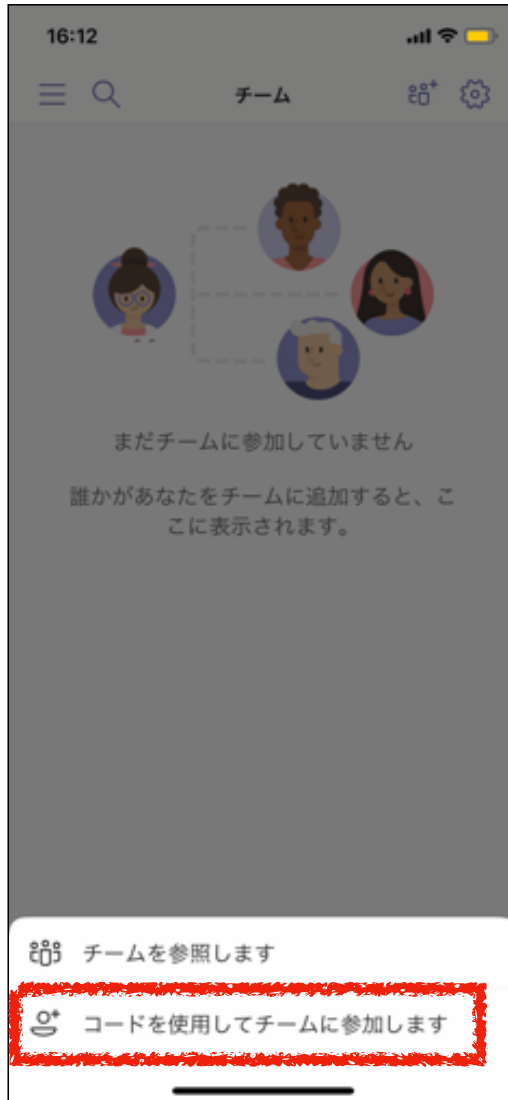 16:12
チーム
まだチームに参加していません
誰かがあなたをチームに追加すると、こ
こに表示されます。
チームを参照します
コードを使用してチームに参加します